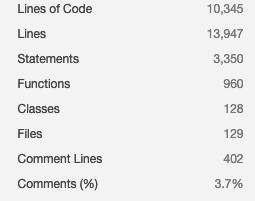 Lines of Code 10,345
Lines 13,947
Statements 3,350
Functions 960
Classes 128
Files 129
Comment Lines 402
Comments (%) 3.7%